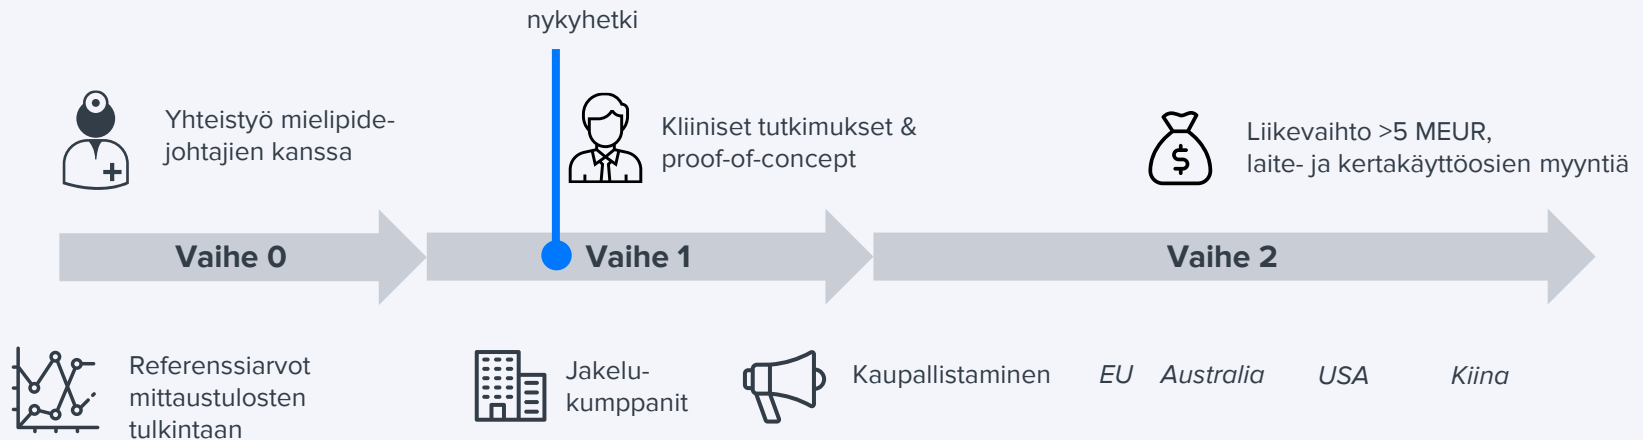 nykyhetki
Yhteistyö mielipide-
johtajien kanssa
Kliiniset tutkimukset &
proof-of-concept
Liikevaihto >5 MEUR,
laite- ja kertakäyttöosien myyntiä
Vaihe 0
Vaihe 1
Vaihe 2
Referenssiarvot
mittaustulosten
tulkintaan
Jakelu-
kumppanit
Kaupallistaminen
EU
Australia
USA
Kiina